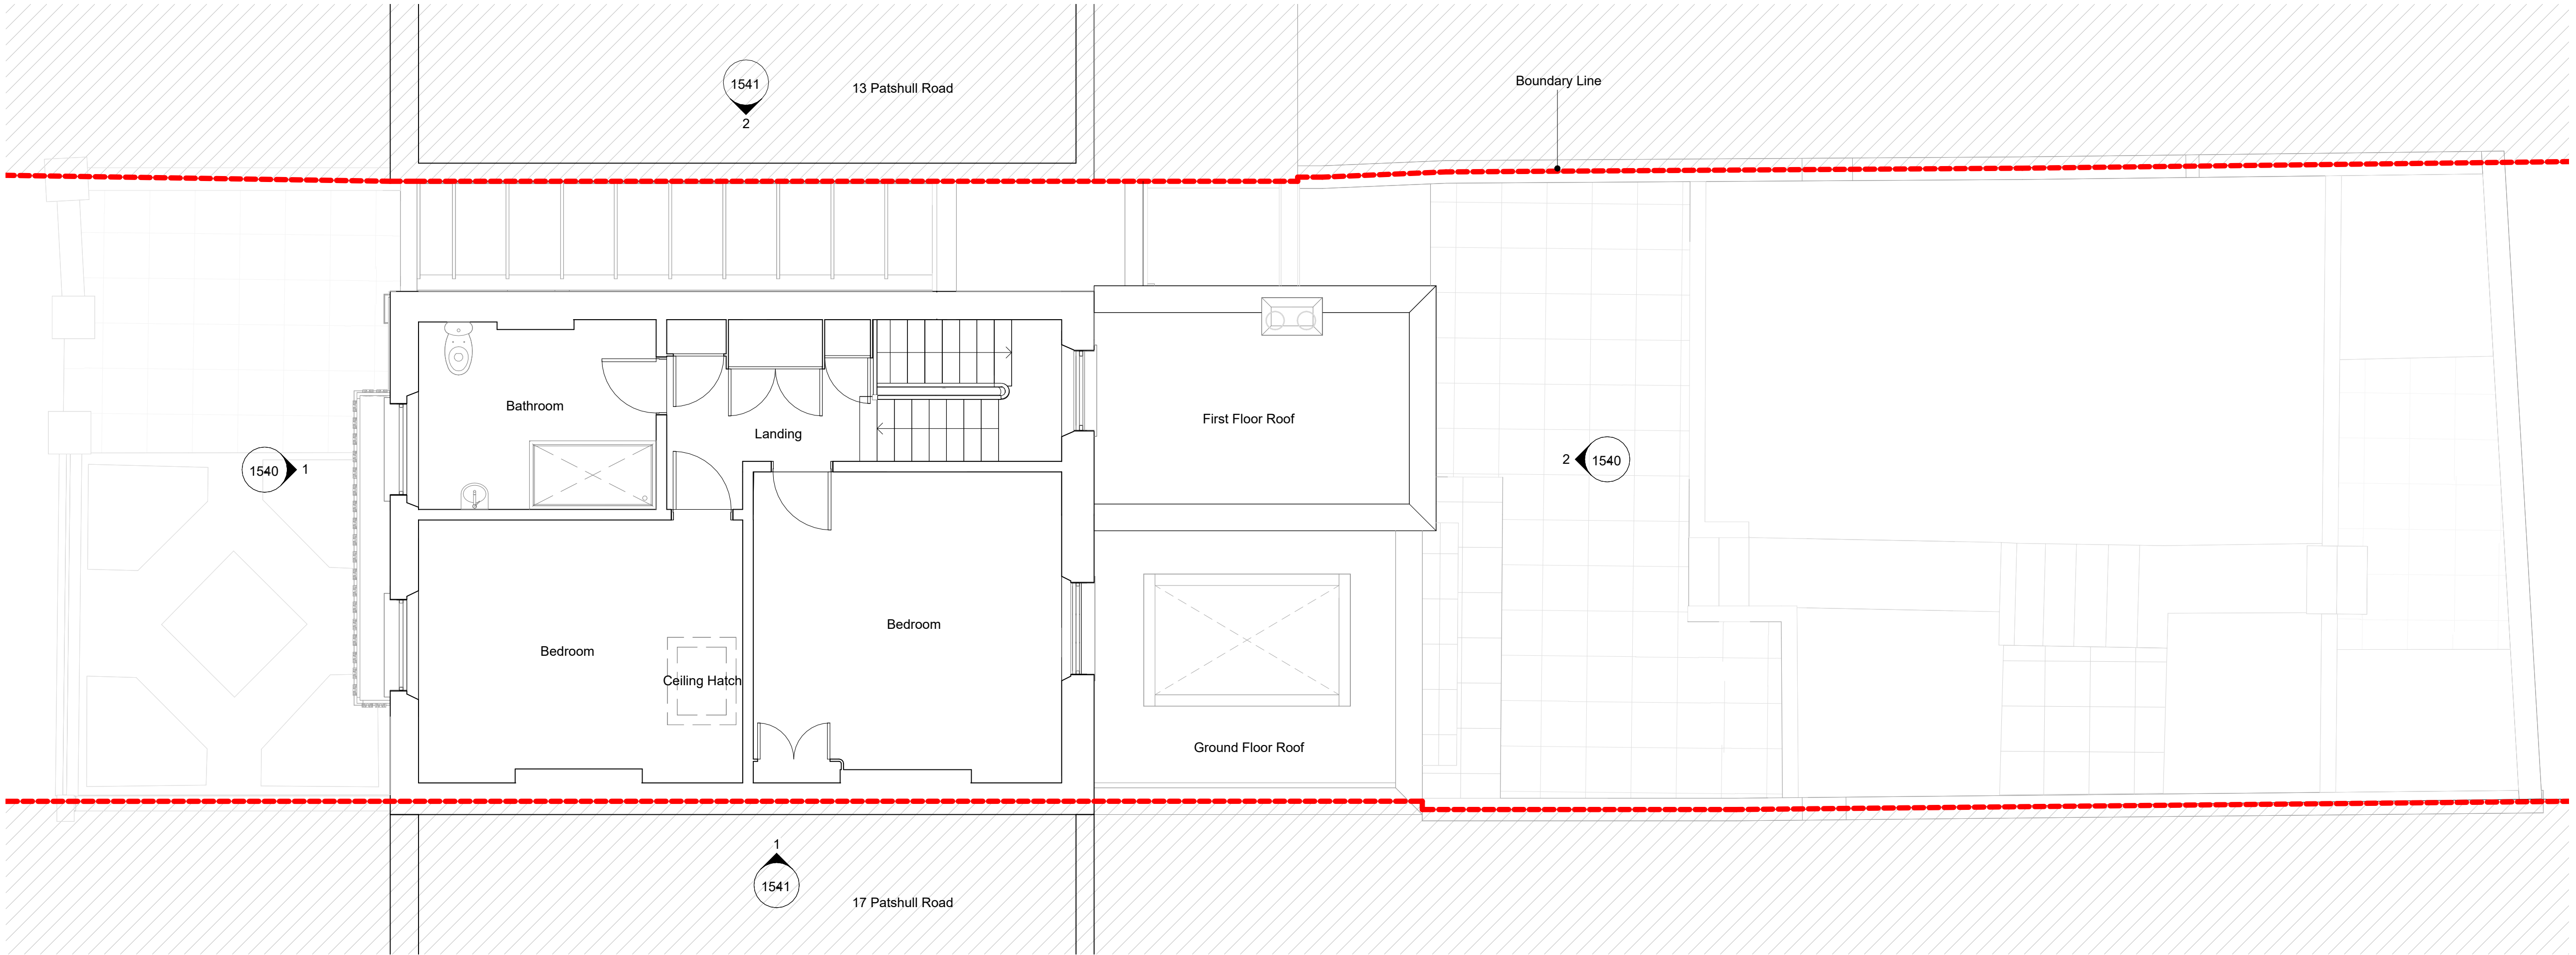 Boundary Line
1541
13 Patshull Road
2
Bathroom
First Floor Roof
Landing
1540
1
2
1540
Bedroom
Bedroom
Ceiling Hatch
Ground Floor Roof
1
1541
17 Patshull Road